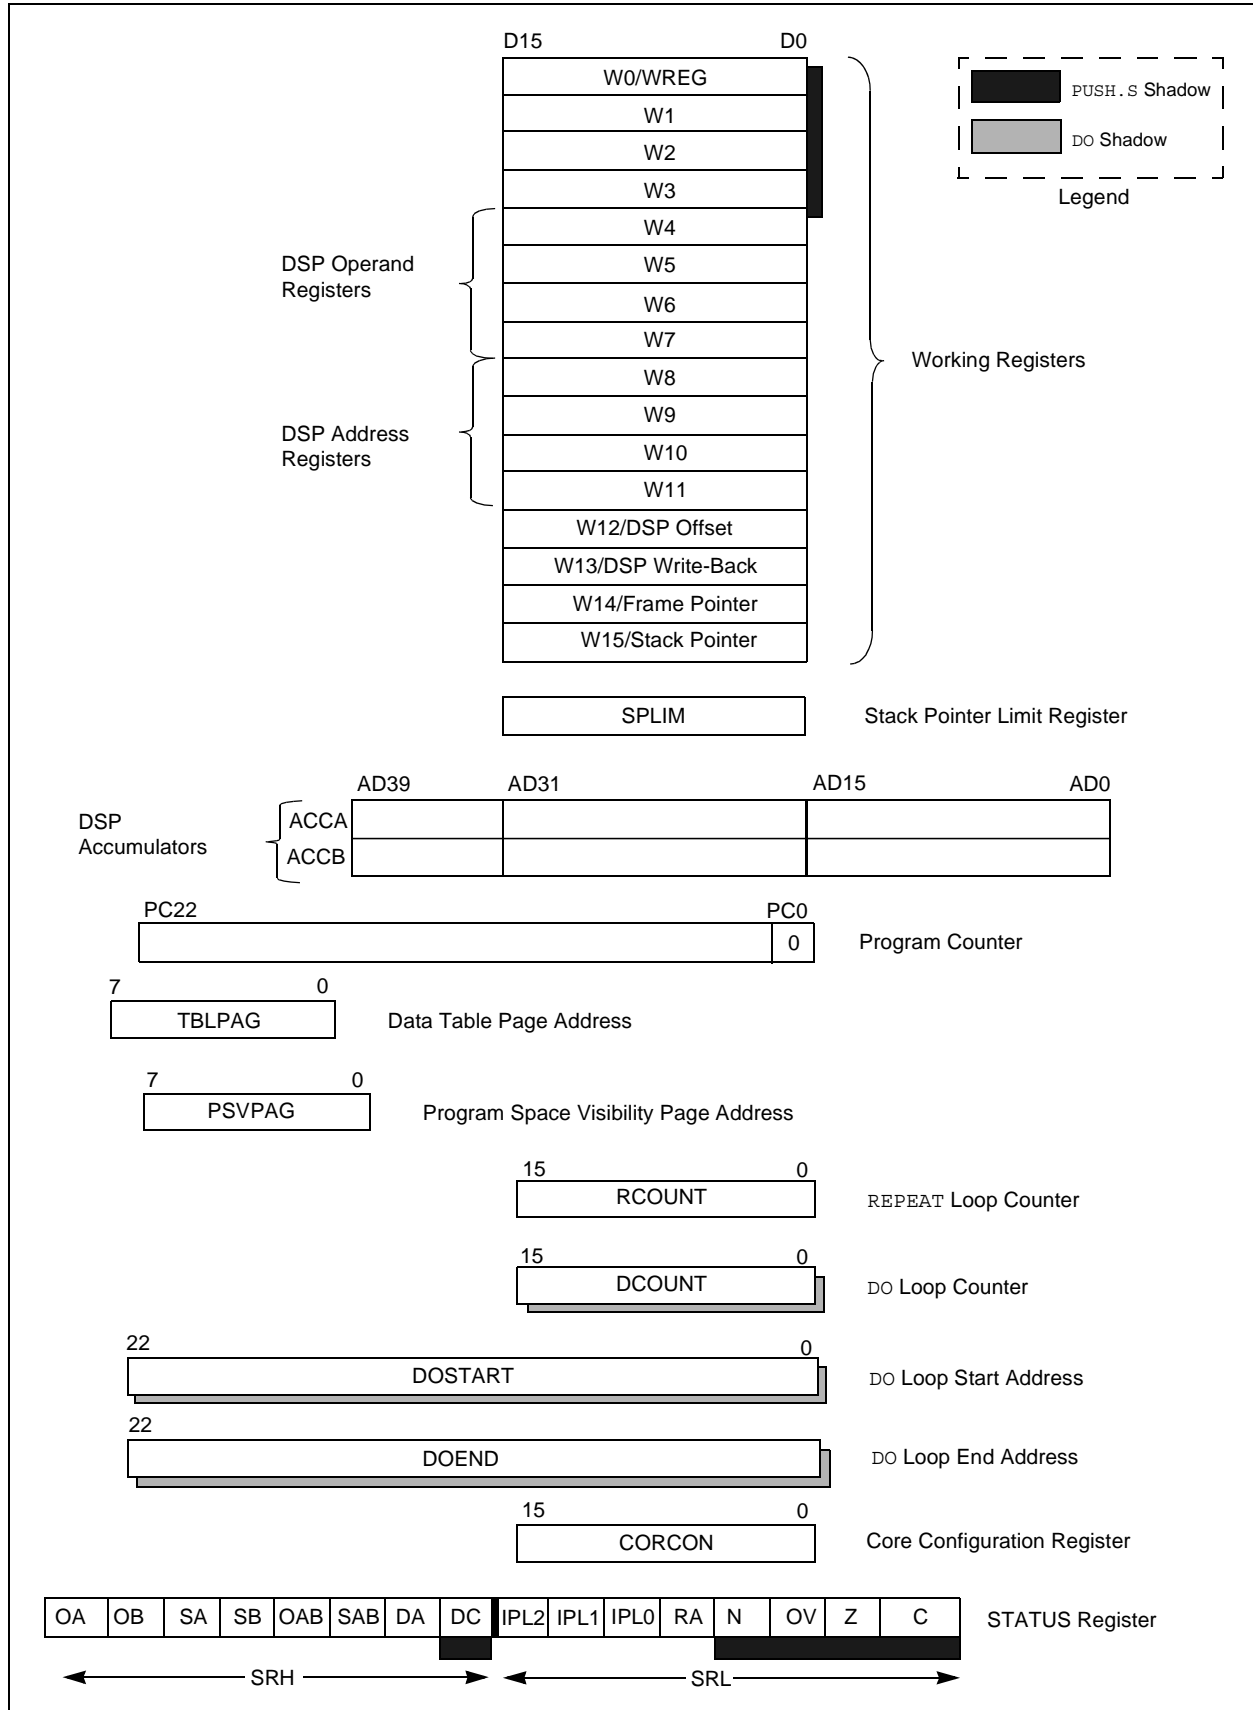 D15 D0
W0/WREG
PUSH.S Shadow
W1
W2
DO Shadow
W3
Legend
W4
DSP Operand
Registers
W5
W6
W7
Working Registers
W8
W9
DSP Address
Registers
W10
W11
W12/DSP Offset
W13/DSP Write-Back
W14/Frame Pointer
W15/Stack Pointer
SPLIM Stack Pointer Limit Register
AD39 AD31 AD15 AD0
DSP
Accumulators
ACCA
ACCB
PC22 PC0
0 Program Counter
7 0
TBLPAG Data Table Page Address
7 0
PSVPAG Program Space Visibility Page Address
15 0
RCOUNT REPEAT Loop Counter
15 0
DCOUNT DO Loop Counter
22 0
DOSTART DO Loop Start Address
22
DOEND DO Loop End Address
15 0
CORCON Core Configuration Register
OA OB SA SB OAB SAB DA DC IPL2 IPL1 IPL0 RA N OV Z C STATUS Register
SRH SRL